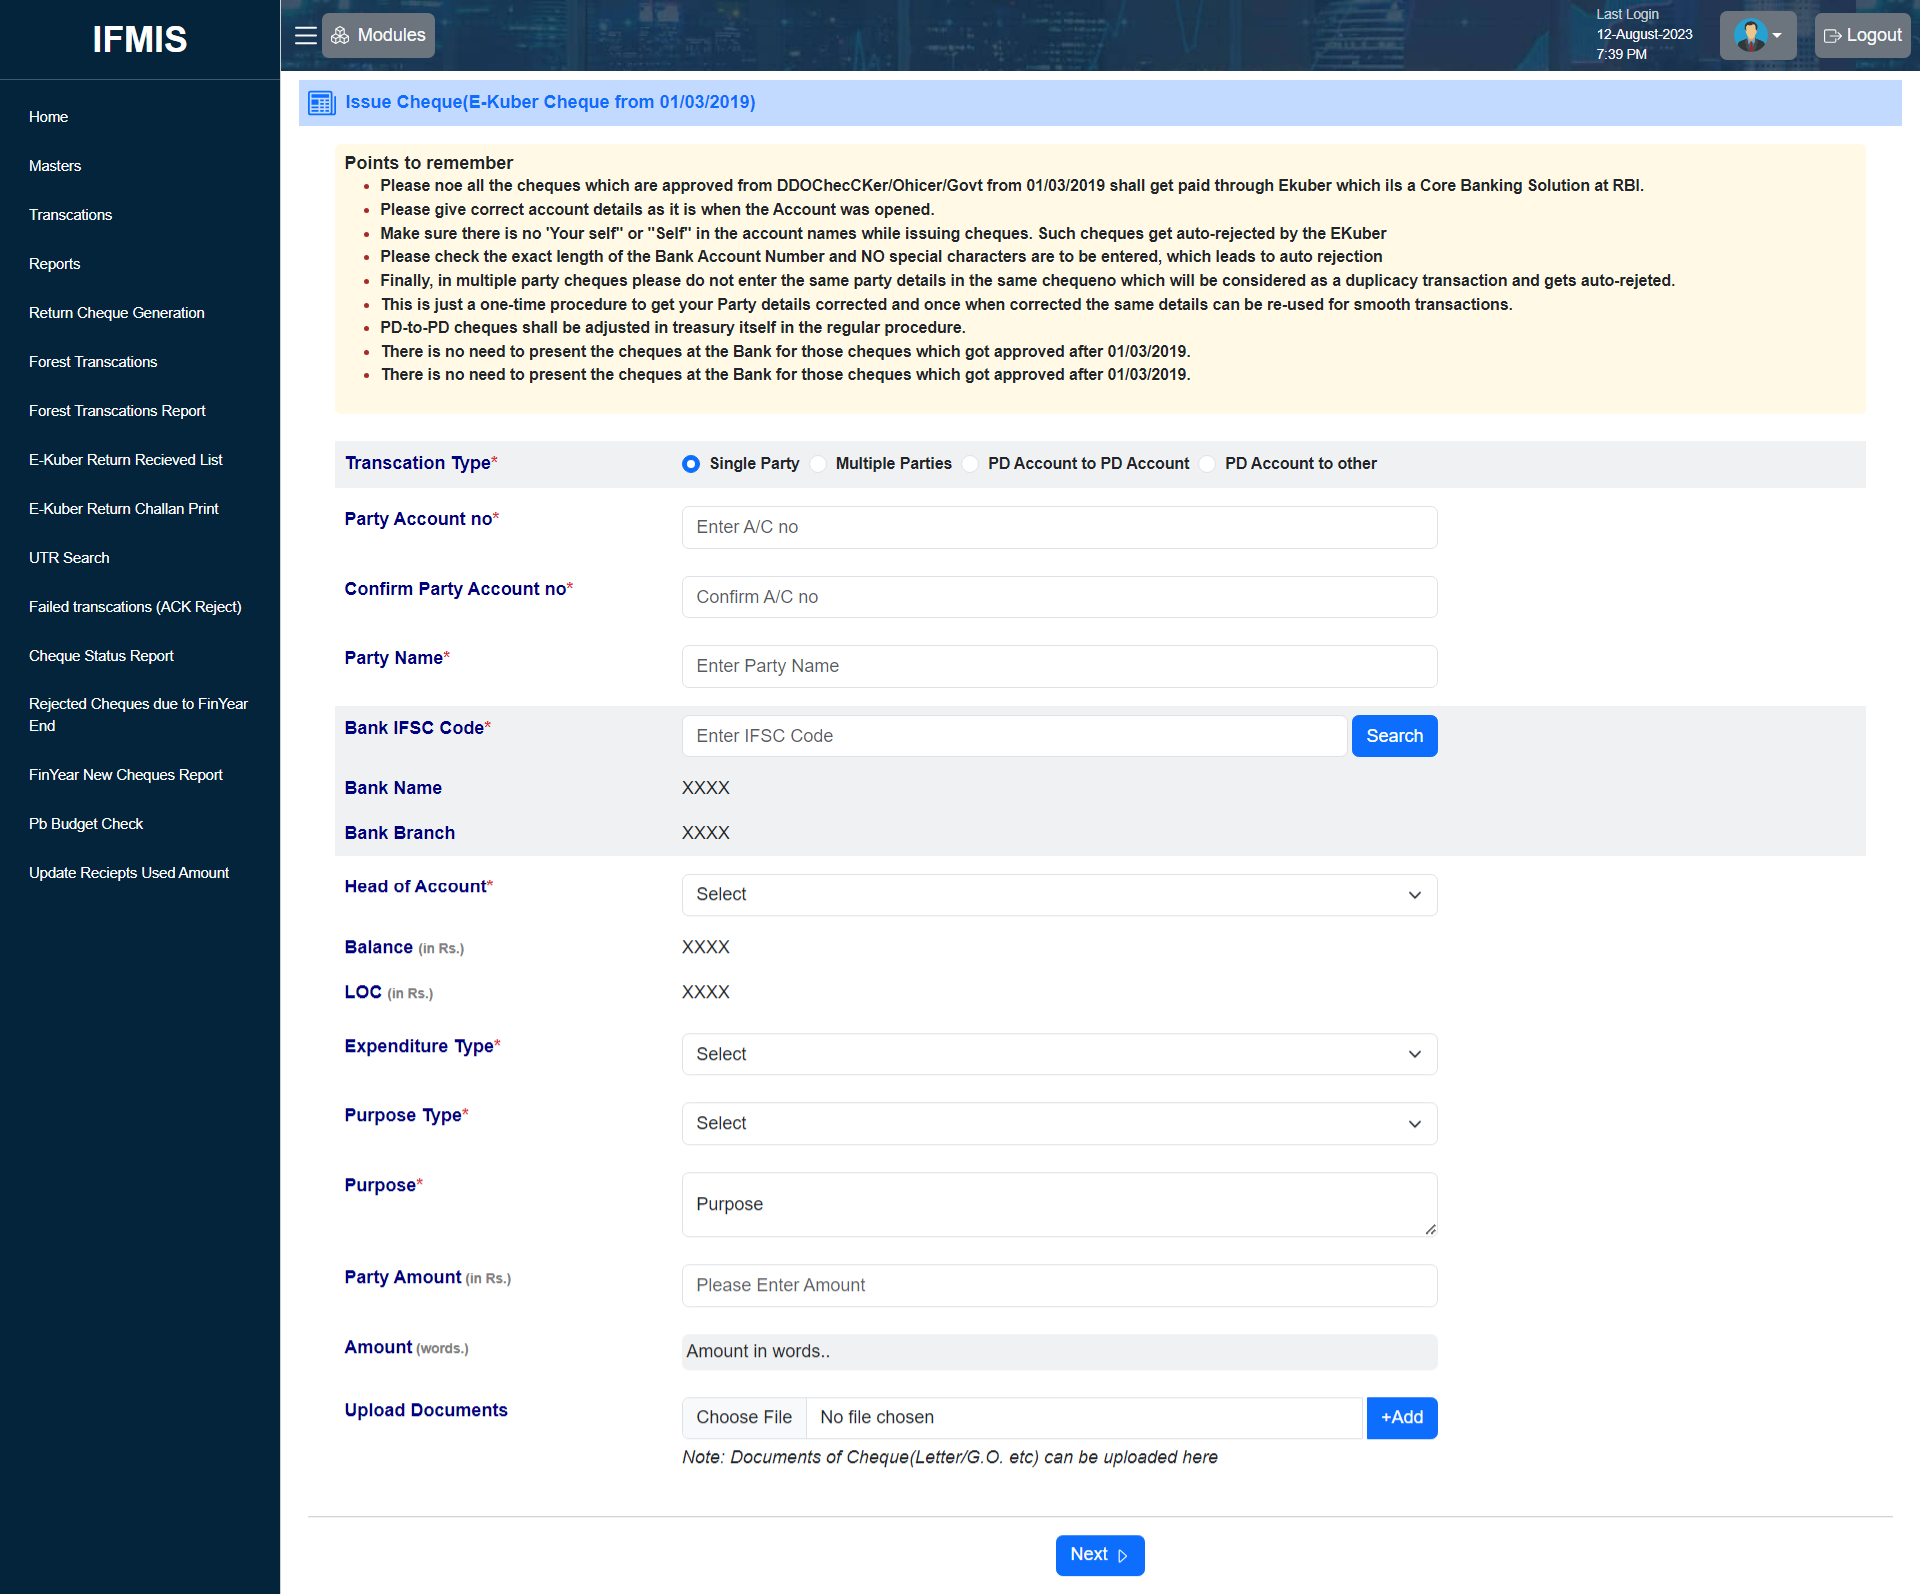 IFMIS
Modules
Last Login
12-August-2023
7:39 PM
Logout
Home
Masters
Transcations
Reports
Return Cheque Generation
Forest Transcations
Forest Transcations Report
E-Kuber Return Recieved List
E-Kuber Return Challan Print
UTR Search
Failed transcations (ACK Reject)
Cheque Status Report
Rejected Cheques due to FinYear
End
FinYear New Cheques Report
Pb Budget Check
Update Reciepts Used Amount
Issue Cheque(E-Kuber Cheque from 01/03/2019)
Points to remember
Please noe all the cheques which are approved from DDOChecCKer/Ohicer/Govt from 01/03/2019 shall get paid through Ekuber which ils a Core Banking Solution at RBI.
Please give correct account details as it is when the Account was opened.
Make sure there is no 'Your self" or "Self" in the account names while issuing cheques. Such cheques get auto-rejected by the EKuber
Please check the exact length of the Bank Account Number and NO special characters are to be entered, which leads to auto rejection
Finally, in multiple party cheques please do not enter the same party details in the same chequeno which will be considered as a duplicacy transaction and gets auto-rejeted.
This is just a one-time procedure to get your Party details corrected and once when corrected the same details can be re-used for smooth transactions.
PD-to-PD cheques shall be adjusted in treasury itself in the regular procedure.
There is no need to present the cheques at the Bank for those cheques which got approved after 01/03/2019.
There is no need to present the cheques at the Bank for those cheques which got approved after 01/03/2019.
Transcation Type* Single Party Multiple Parties PD Account to PD Account PD Account to other
Party Account no* Enter A/C no
Confirm Party Account no* Confirm A/C no
Party Name* Enter Party Name
Bank IFSC Code* Enter IFSC Code Search
Bank Name XXXX
Bank Branch XXXX
Head of Account* Select
Balance (in Rs.) XXXX
LOC (in Rs.) XXXX
Expenditure Type* Select
Purpose Type* Select
Purpose* Purpose
Party Amount (in Rs.) Please Enter Amount
Amount (words.) Amount in words..
Upload Documents Choose File No file chosen +Add
Note: Documents of Cheque(Letter/G.O. etc) can be uploaded here
Next